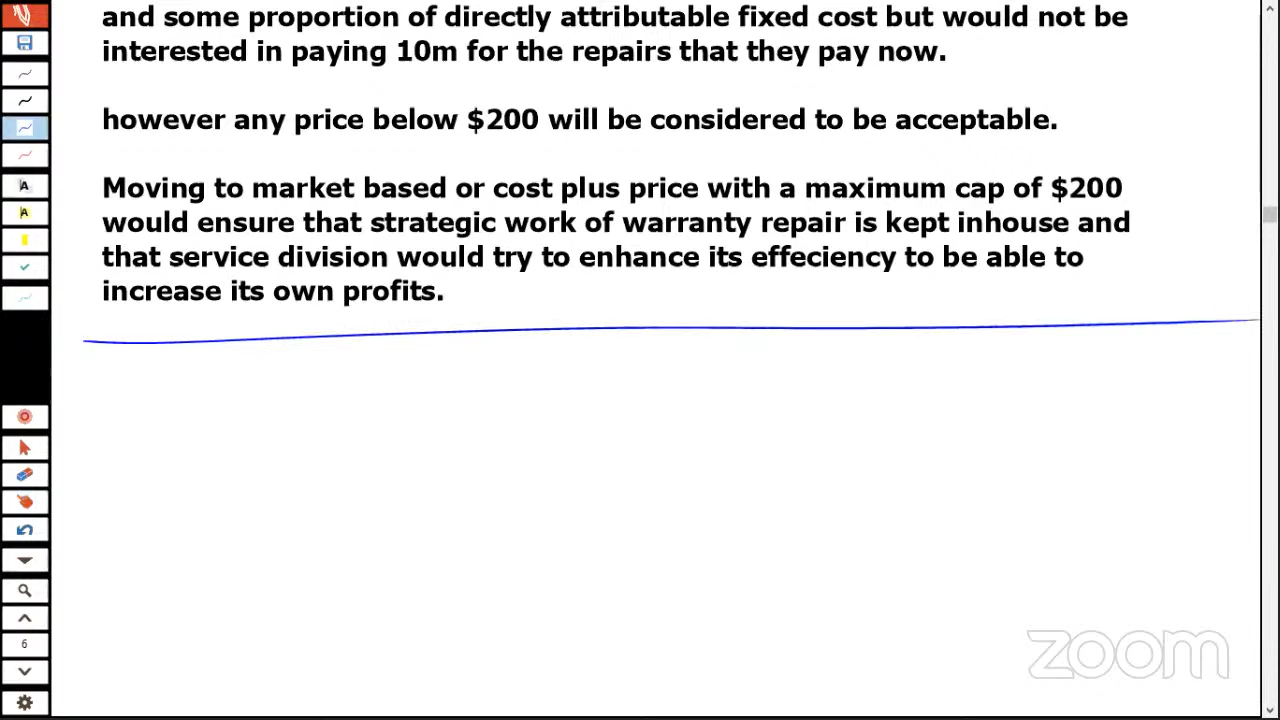 and some proportion of directly attributable fixed cost but would not be
interested in paying 10m for the repairs that they pay now.
however any price below $200 will be considered to be acceptable.
Moving to market based or cost plus price with a maximum cap of $200
would ensure that strategic work of warranty repair is kept inhouse and
that service division would try to enhance its effeciency to be able to
increase its own profits.
A
A
6
zoom